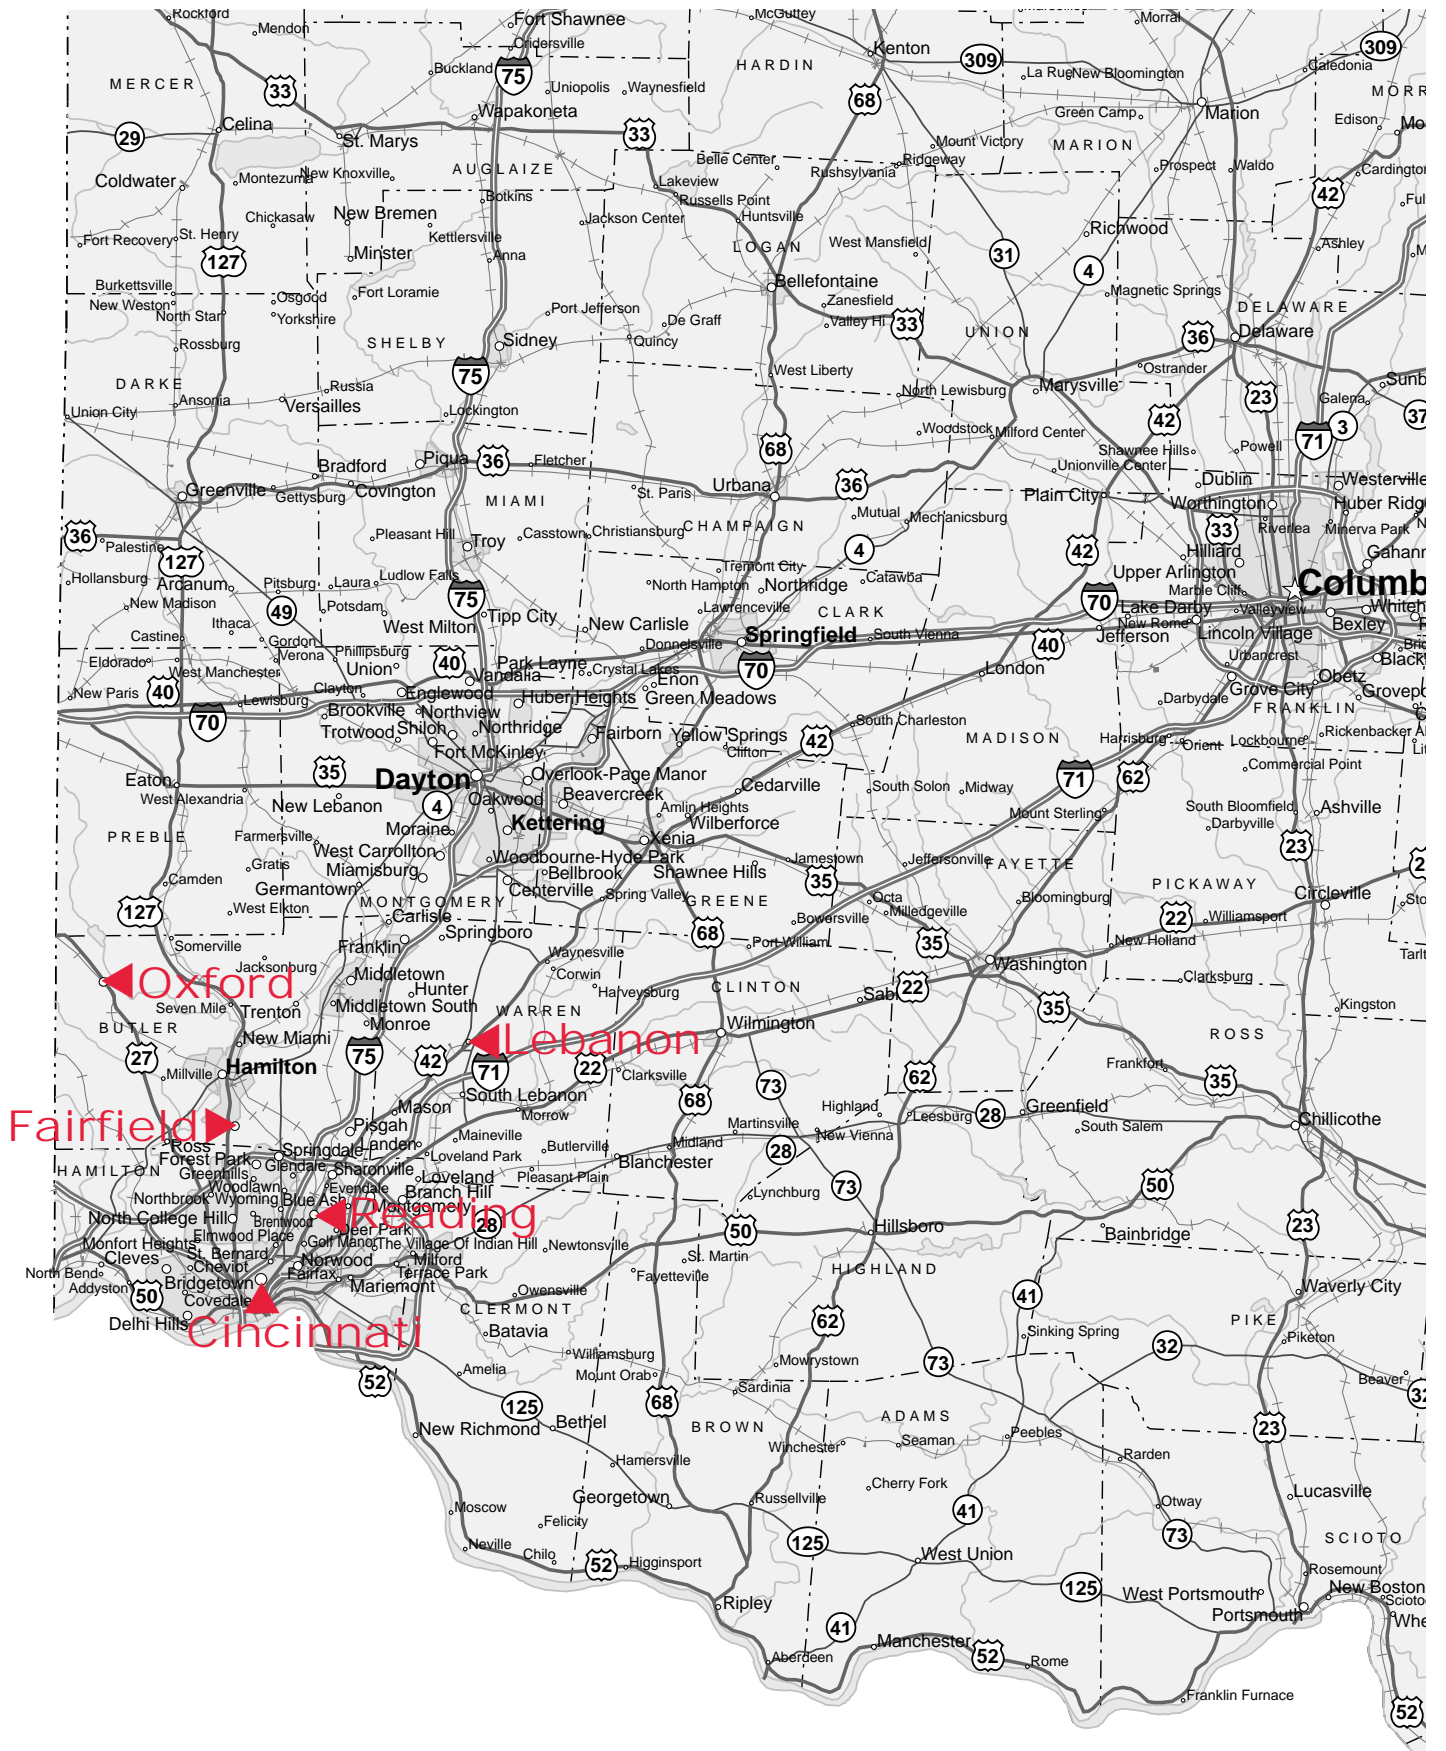 Rockford
Mendon
Fort Shawnee
Cridersville
McGuffey
Kenton
Morral
309
309
Caledonia
MERCER
33
Buckland
75
Uniopolis
Waynesfield
HARDIN
68
La Rue
New Bloomington
MORR
29
Celina
St. Marys
Wapakoneta
33
Green Camp
Marion
Edison
Mo
Mount Victory
MARION
Belle Center
Ridgeway
Rushsylvania
Prospect
Waldo
Cardington
Coldwater
Montezuma
New Knoxville
AUGLAIZE
Lakeview
Russells Point
42
Ful
Botkins
Chickasaw
New Bremen
Jackson Center
Huntsville
Richwood
Fort Recovery
St. Henry
Kettlersville
LOGAN
West Mansfield
31
Ashley
M
127
Minster
Anna
4
Burkettsville
Bellefontaine
New Weston
Osgood
Fort Loramie
Magnetic Springs
DELAWARE
North Star
Yorkshire
Port Jefferson
De Graff
Zanesfield
Valley Hi
33
UNION
36
Delaware
Rossburg
SHELBY
Sidney
Quincy
75
West Liberty
Ostrander
DARKE
Russia
North Lewisburg
Marysville
Sunb
Ansonia
Versailles
23
Galena
Union City
Lockington
42
3
37
Woodstock
Milford Center
71
68
Shawnee Hills
Powell
Bradford
Piqua
36
Fletcher
Unionville Center
Greenville
Gettysburg
Covington
St. Paris
Urbana
36
Plain City
Dublin
Westerville
MIAMI
Worthington
Huber Ridg
CHAMPAIGN
Mutual
Mechanicsburg
33
Riverlea
Minerva Park
N
36
Palestine
Pleasant Hill
Troy
Casstown
Christiansburg
4
42
Hilliard
Gahann
127
Tremont City
Upper Arlington
Columb
Hollansburg
Arcanum
Pitsburg
Laura
Ludlow Falls
North Hampton
Northridge
Catawba
Marble Cliff
75
New Madison
49
Potsdam
Tipp City
Lawrenceville
CLARK
70
Lake Darby
Valleyview
Whiteh
Ithaca
West Milton
New Carlisle
New Rome
Bexley
Castine
Gordon
Donnelsville
Springfield
South Vienna
Jefferson
Lincoln Village
Verona
Phillipsburg
40
Bric
Eldorado
West Manchester
Union
40
Park Layne
Crystal Lakes
70
London
Urbancrest
Black
Vandalia
Enon
Grove City
Obetz
New Paris
40
Lewisburg
Clayton
Englewood
Huber Heights
Green Meadows
Darbydale
Grovepo
70
Brookville
Northview
FRANKLIN
South Charleston
Trotwood
Shiloh
Northridge
Fairborn
Yellow Springs
42
MADISON
Harrisburg
Orient
Lockbourne
Rickenbacker Ai
Fort McKinley
Clifton
Commercial Point
Eaton
35
Dayton
Overlook-Page Manor
Cedarville
South Solon
Midway
71
62
West Alexandria
New Lebanon
4
Oakwood
Beavercreek
Mount Sterling
South Bloomfield
Ashville
PREBLE
Farmersville
Moraine
Kettering
Amlin Heights
Wilberforce
Darbyville
West Carrollton
Xenia
23
Gratis
Miamisburg
Woodbourne-Hyde Park
Jamestown
Jeffersonville
FAYETTE
Camden
Germantown
Bellbrook
Shawnee Hills
35
PICKAWAY
Circleville
MONTGOMERY
Centerville
Spring Valley
GREENE
Octa
Bloomingburg
127
West Elkton
Carlisle
Milledgeville
22
Williamsport
Sto
Springboro
Bowersville
Somerville
Franklin
68
Port William
35
New Holland
Waynesville
Tarlt
Jacksonburg
Middletown
Corwin
Washington
Oxford
Hunter
Harveysburg
CLINTON
Clarksburg
Seven Mile
Trenton
Middletown South
WARREN
Sabi
22
Kingston
BUTLER
Monroe
Wilmington
35
ROSS
27
New Miami
75
42
Lebanon
71
22
Millville
Hamilton
Clarksville
Frankfort
73
62
35
South Lebanon
Fairfield
Mason
Morrow
68
Highland
Leesburg
28
Greenfield
Martinsville
Chillicothe
Ross
Pisgah
Landen
Maineville
Butlerville
Midland
New Vienna
South Salem
Forest Park
Springdale
28
HAMILTON
Greenhills
Glendale
Sharonville
Loveland Park
Pleasant Plain
Blanchester
Woodlawn
Evendale
Loveland
Northbrook
Wyoming
Blue Ash
Branch Hill
Lynchburg
73
50
Montgomery
North College Hill
Brentwood
Reading
28
50
Hillsboro
Bainbridge
23
Elmwood Place
Deer Park
Monfort Heights
Golf Manor
The Village Of Indian Hill
Newtonsville
St. Martin
Cleves
St. Bernard
Norwood
Milford
North Bend
Cheviot
Fayetteville
HIGHLAND
Addyston
Bridgetown
Fairfax
Mariemont
Terrace Park
Waverly City
50
Covedale
Owensville
41
CLERMONT
Delhi Hills
Cincinnati
Batavia
62
Sinking Spring
PIKE
Piketon
Williamsburg
Mowrystown
73
32
52
Amelia
Mount Orab
Sardinia
Beaver
32
125
68
New Richmond
Bethel
BROWN
ADAMS
23
Winchester
Seaman
Peebles
Rarden
Hamersville
Cherry Fork
Georgetown
Russellville
Lucasville
Moscow
41
Otway
Felicity
73
SCIOTO
Neville
Chilo
52
Higginsport
125
West Union
Rosemount
125
West Portsmouth
New Boston
Ripley
Portsmouth
Scioto
Whe
41
Manchester
Aberdeen
52
Rome
Franklin Furnace
52